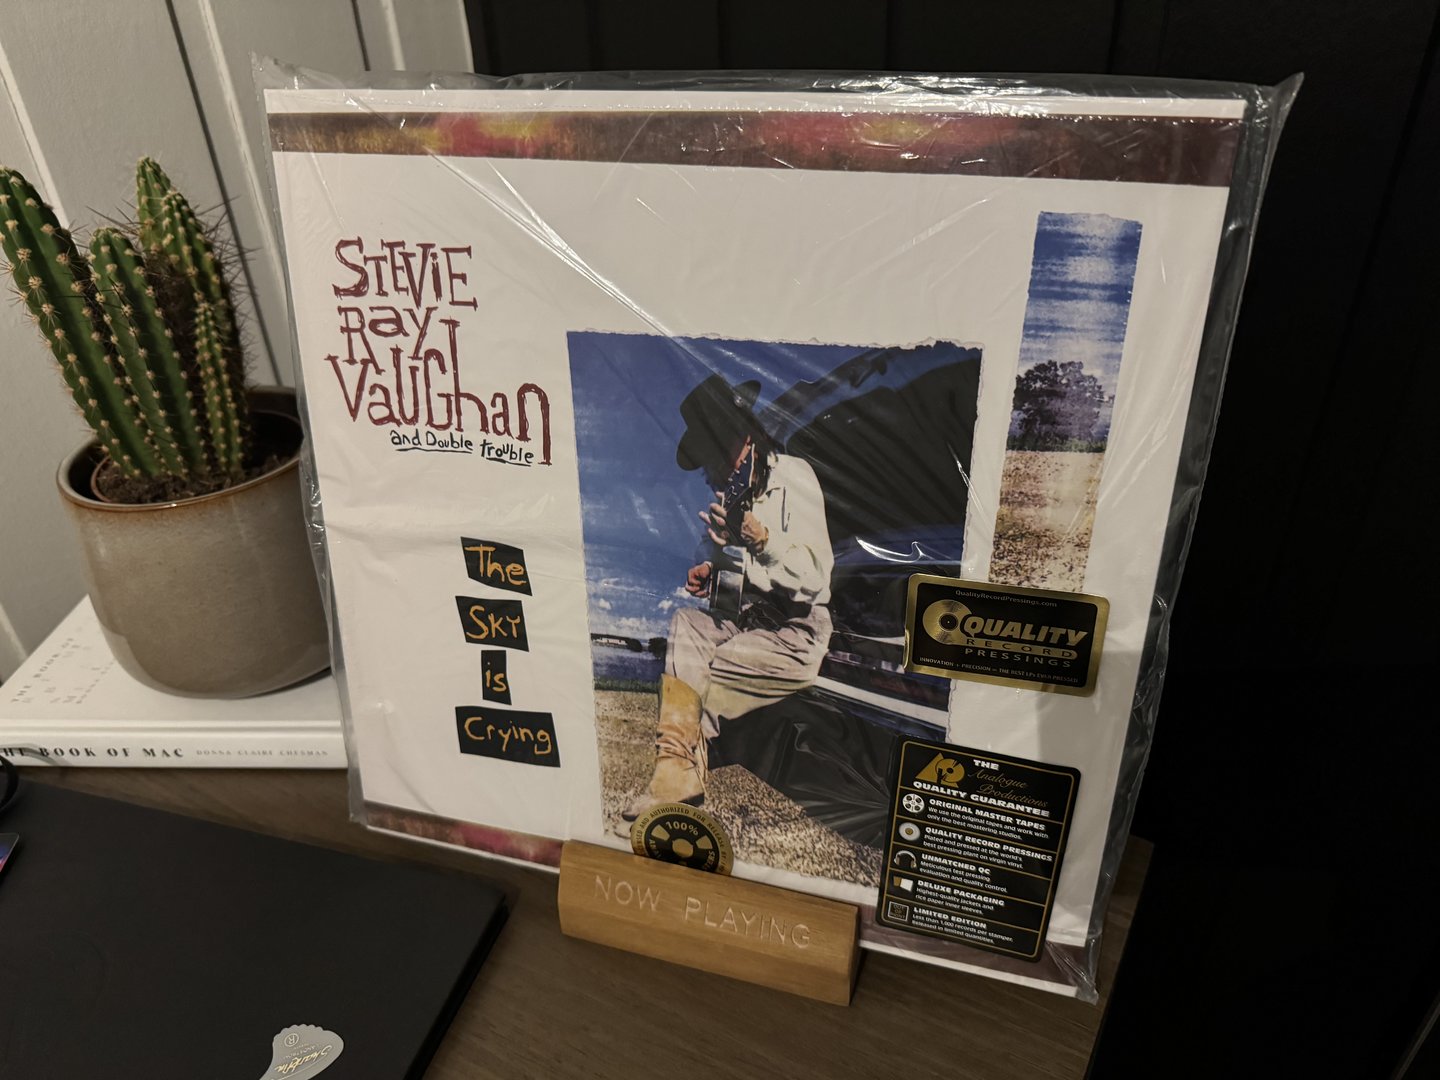 STEViE
Ray
VaUGhan
and Double trouble
The
SKY
is
Crying
QualityRecordPressings.com
QUALITY
RECORD
PRESSINGS
INNOVATION + PRECISION = THE BEST LPs EVER PRESSED
THE
Analogue
Productions
QUALITY GUARANTEE
ORIGINAL MASTER TAPES
We use the original tapes and work with
only the best mastering studios.
QUALITY RECORD PRESSINGS
Plated and pressed at the world's
best pressing plant on virgin vinyl.
UNMATCHED QC
Meticulous test pressing
evaluation and quality control.
DELUXE PACKAGING
Highest-quality jackets and
rice paper inner sleeves.
LIMITED EDITION
Less than 1,000 records per stamper.
Released in limited quantities.
AND AUTHORIZED FOR RELEASE
100%
NOW PLAYING
THE BOOK OF MAC DONNA CLAIRE CHESMAN